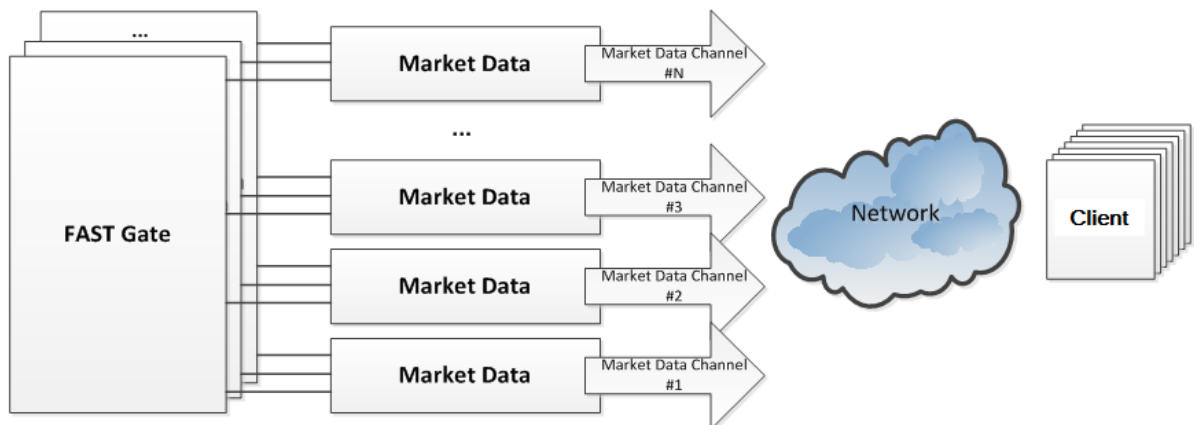 ...
FAST Gate
Market Data
Market Data Channel
#N
...
Market Data
Market Data Channel
#3
Market Data
Market Data Channel
#2
Market Data
Market Data Channel
#1
Network
Client